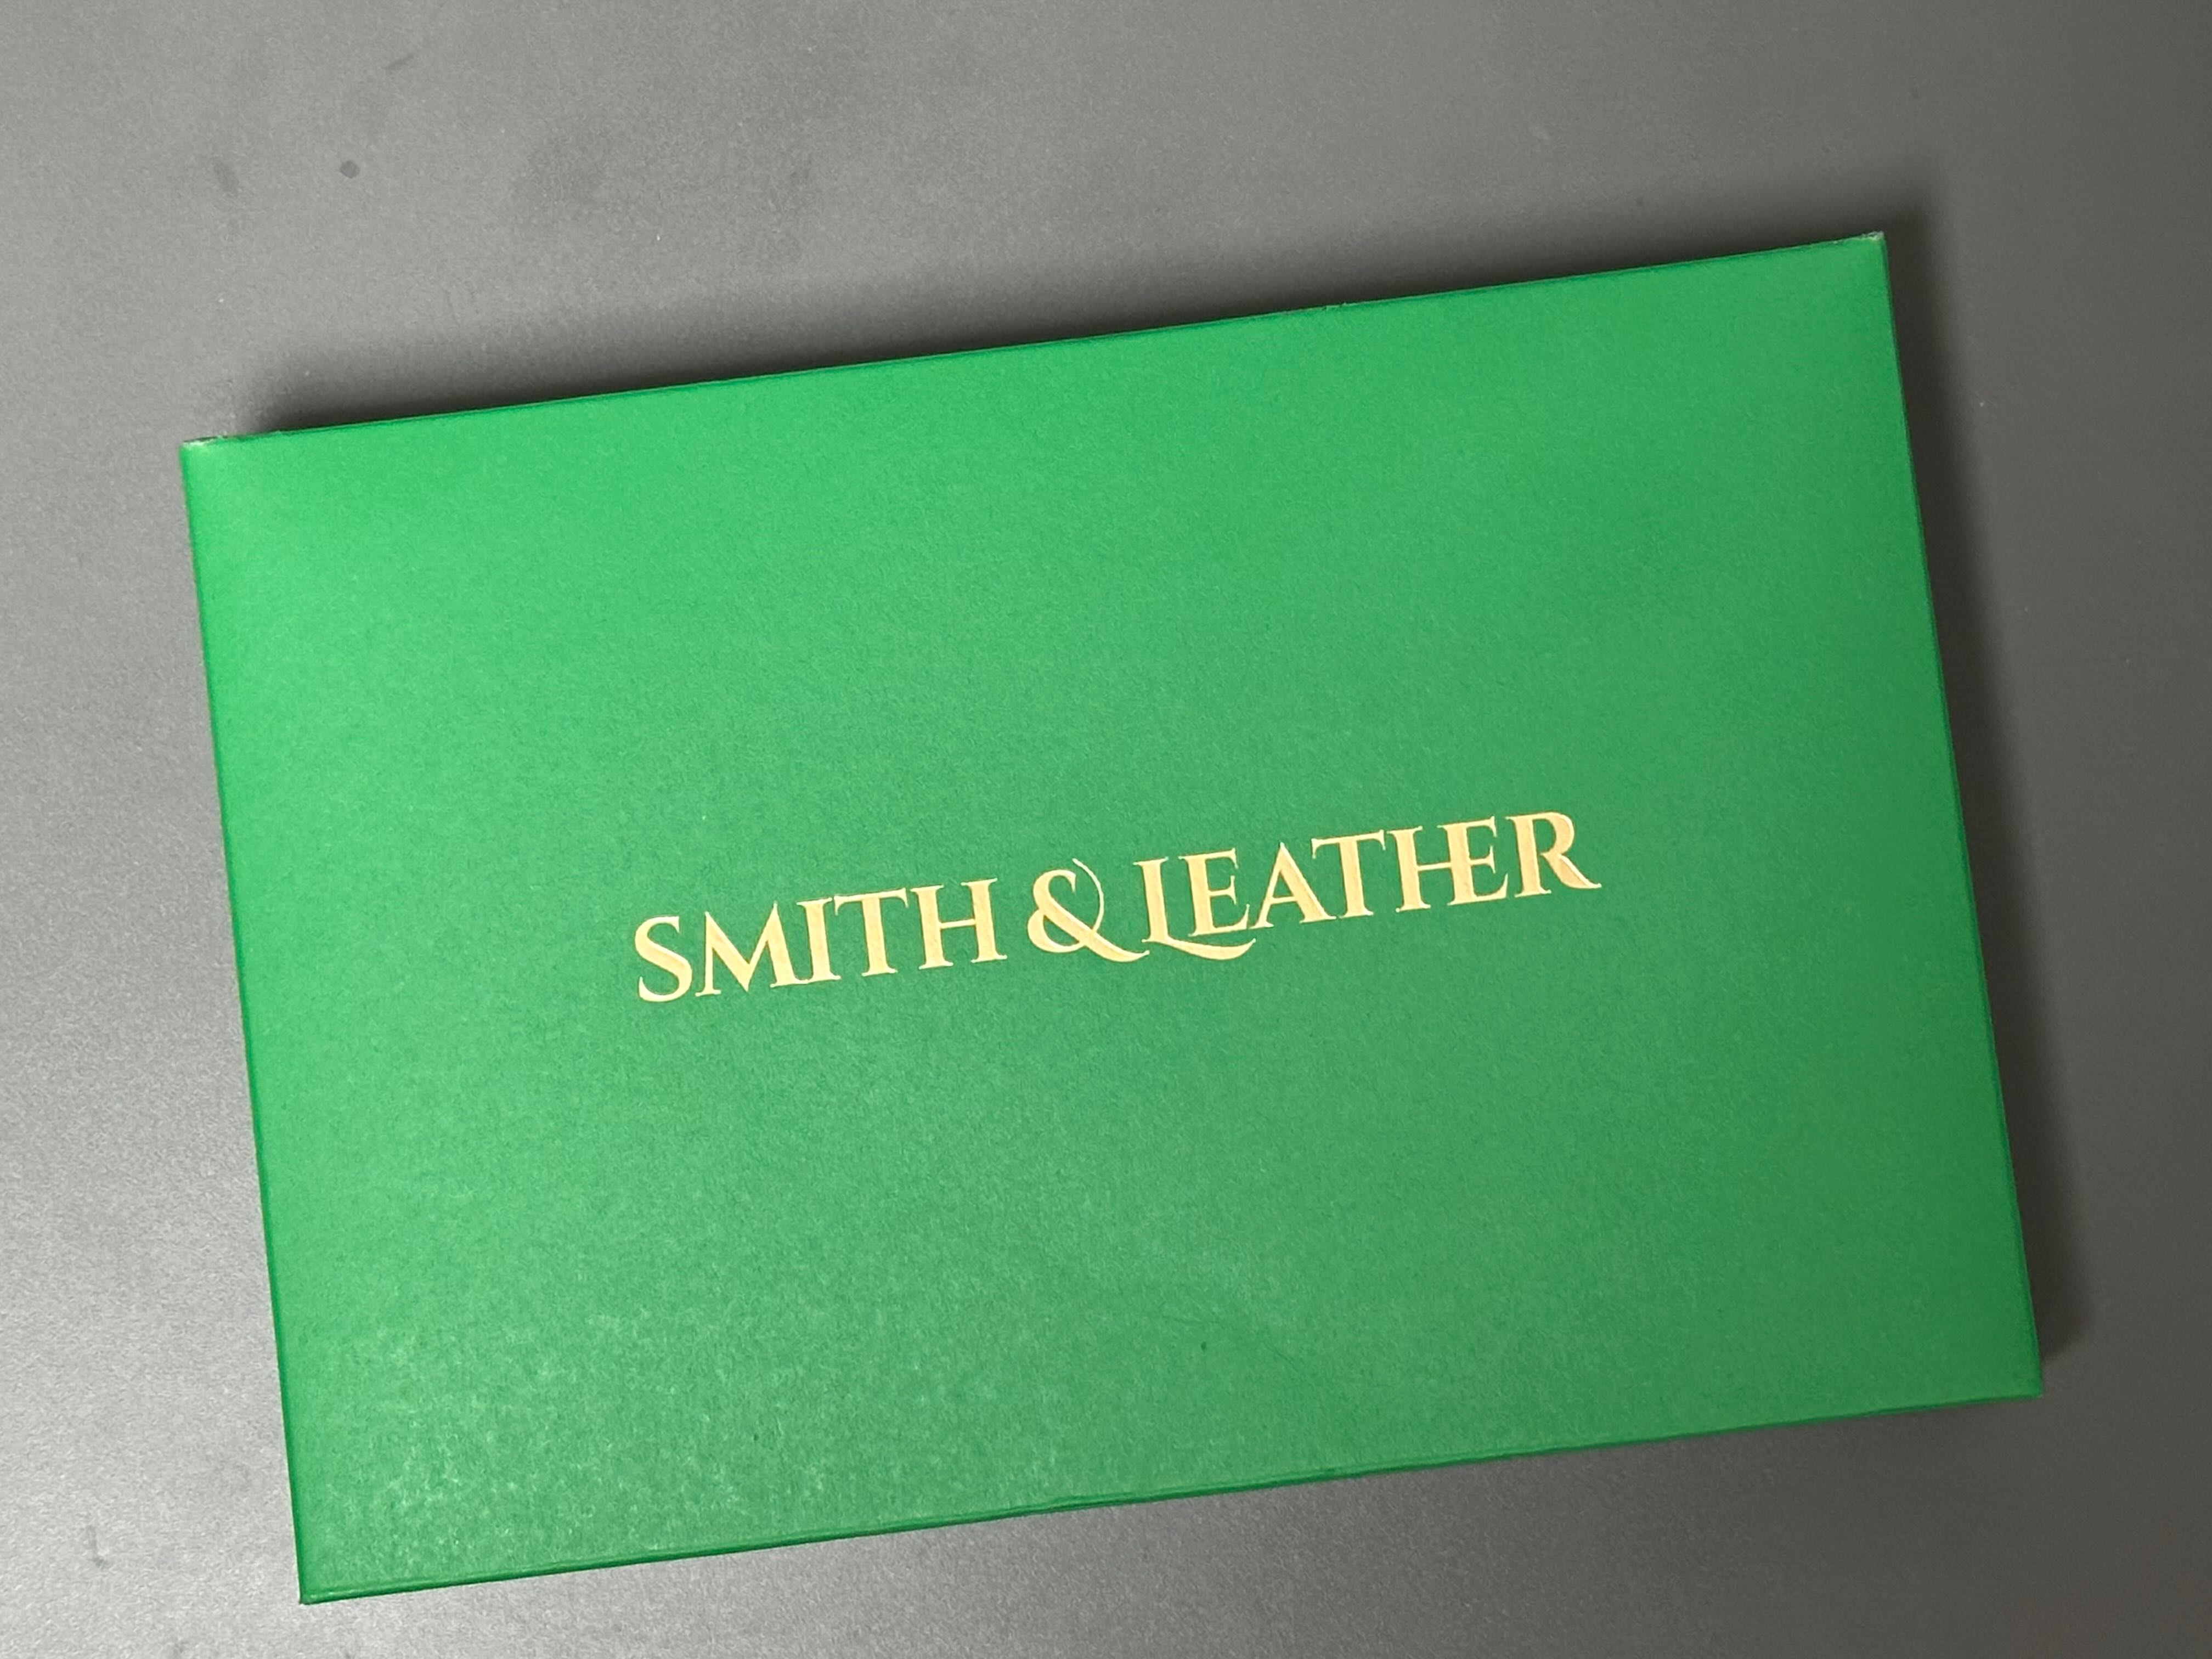 SMITH & LEATHER